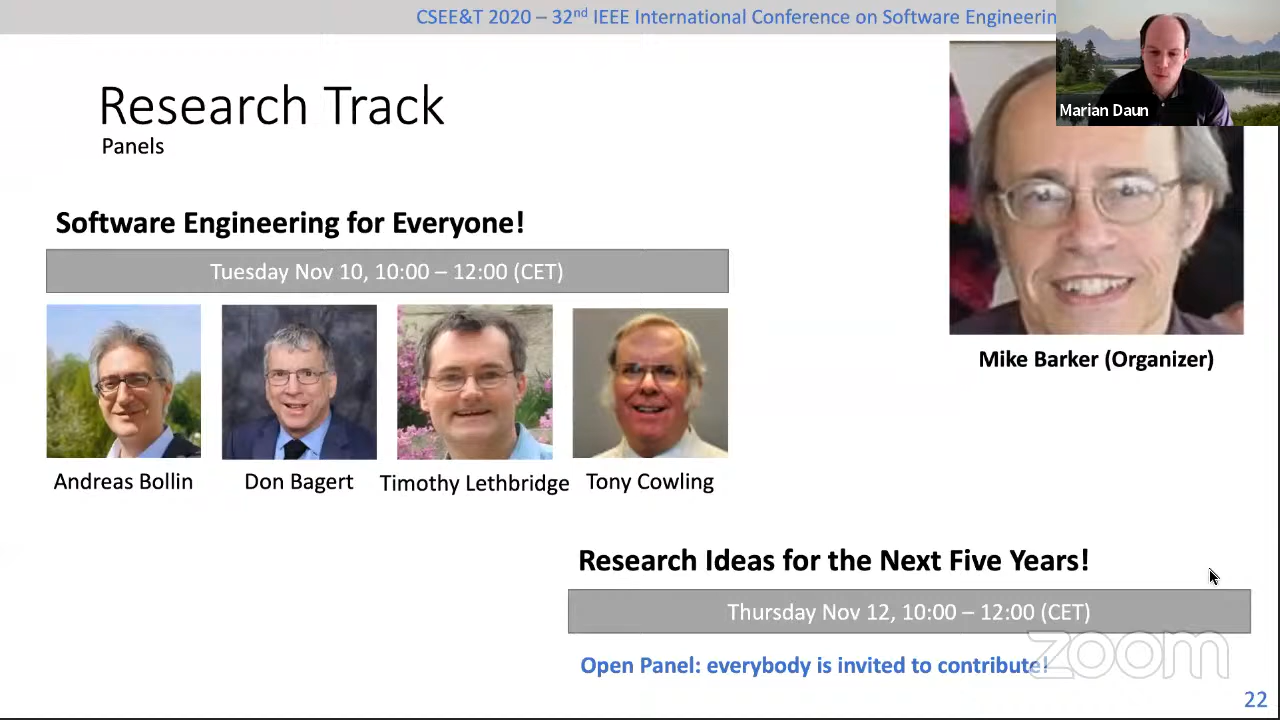 CSEE&T 2020 – 32nd IEEE International Conference on Software Engineerin
Marian Daun
Research Track
Panels
Software Engineering for Everyone!
Tuesday Nov 10, 10:00 – 12:00 (CET)
Mike Barker (Organizer)
Andreas Bollin
Don Bagert
Timothy Lethbridge
Tony Cowling
Research Ideas for the Next Five Years!
Thursday Nov 12, 10:00 – 12:00 (CET)
Open Panel: everybody is invited to contribute!
zoom
22